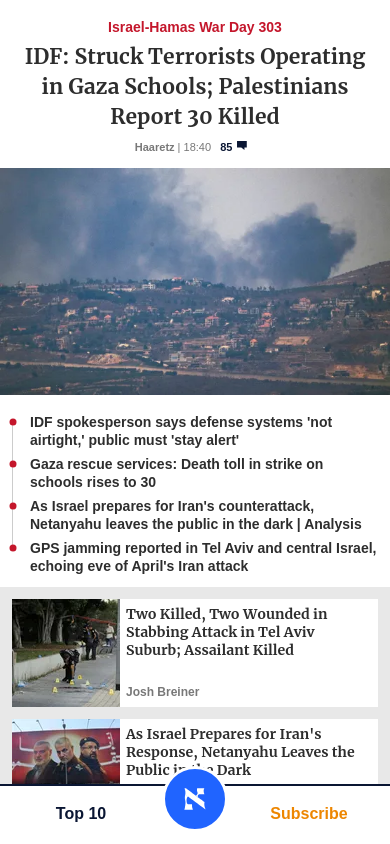 Israel-Hamas War Day 303
IDF: Struck Terrorists Operating
in Gaza Schools; Palestinians
Report 30 Killed
Haaretz | 18:40 85
IDF spokesperson says defense systems 'not
airtight,' public must 'stay alert'
Gaza rescue services: Death toll in strike on
schools rises to 30
As Israel prepares for Iran's counterattack,
Netanyahu leaves the public in the dark | Analysis
GPS jamming reported in Tel Aviv and central Israel,
echoing eve of April's Iran attack
Two Killed, Two Wounded in
Stabbing Attack in Tel Aviv
Suburb; Assailant Killed
Josh Breiner
As Israel Prepares for Iran's
Response, Netanyahu Leaves the
Public in the Dark
Top 10
Subscribe